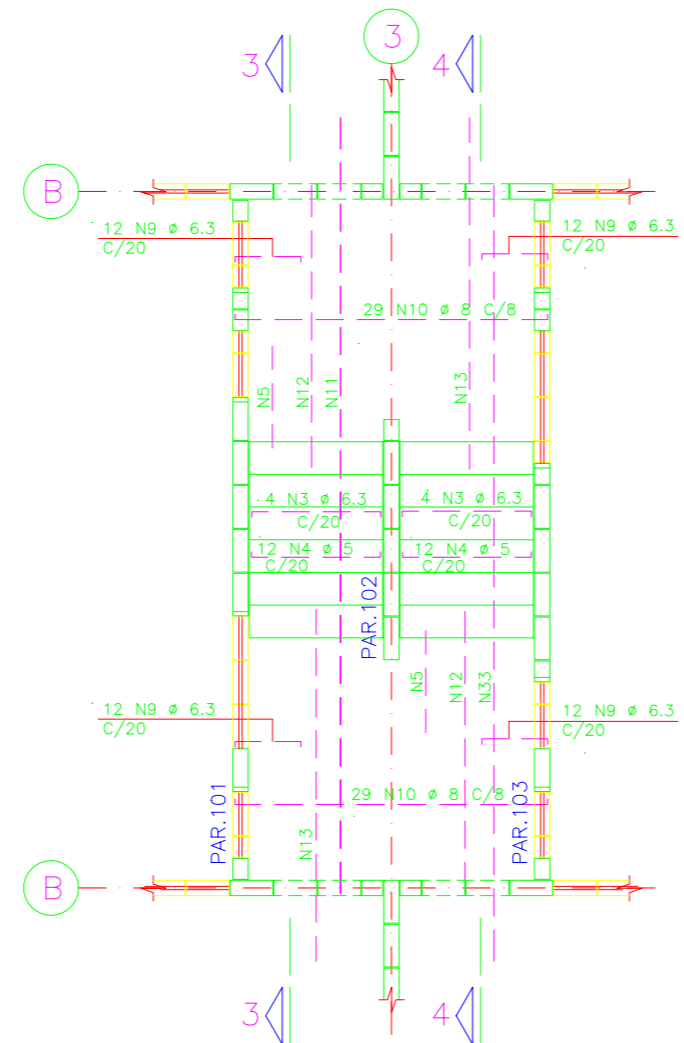 3
3
4
B
12 N9 ø 6.3
C/20
12 N9 ø 6.3
C/20
29 N10 ø 8 C/8
N5
N12
N11
N13
4 N3 ø 6.3
C/20
4 N3 ø 6.3
C/20
12 N4 ø 5
C/20
12 N4 ø 5
C/20
PAR.102
N5
N12
N33
12 N9 ø 6.3
C/20
12 N9 ø 6.3
C/20
PAR.101
29 N10 ø 8 C/8
PAR.103
N13
B
3
4